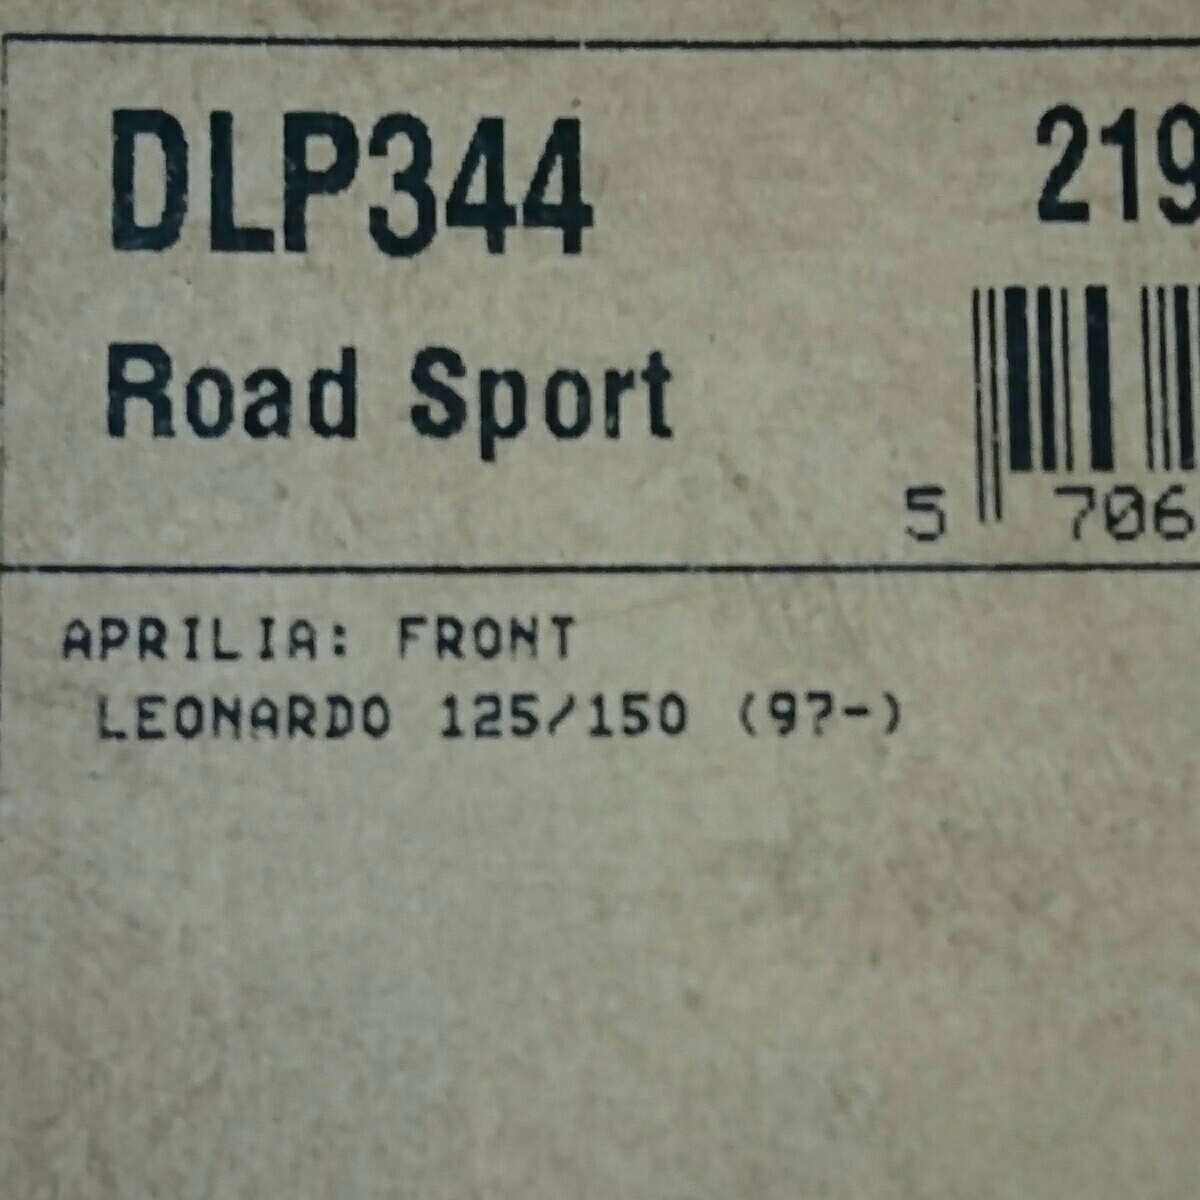 DLP344 219
Road Sport
5 706
APRILIA: FRONT
LEONARDO 125/150 (97-)